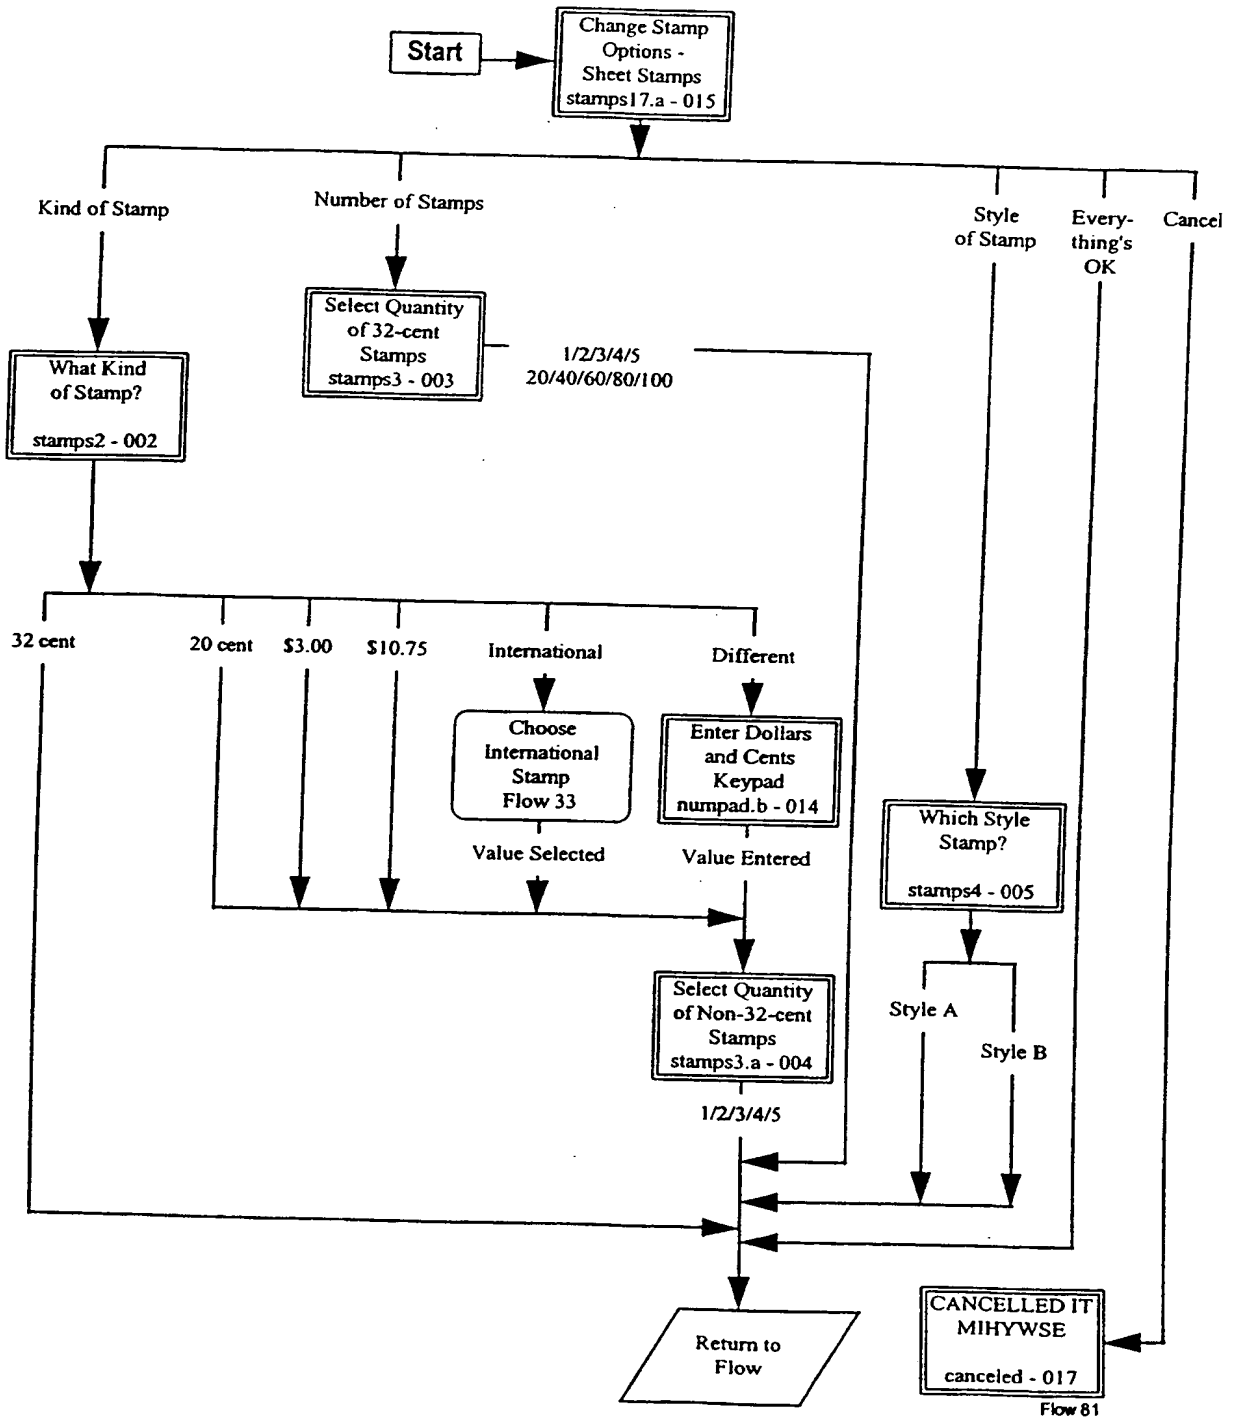 Start
Change Stamp
Options -
Sheet Stamps
stamps17.a - 015
Kind of Stamp
Number of Stamps
Style
of Stamp
Every-
thing's
OK
Cancel
Select Quantity
of 32-cent
Stamps
stamps3 - 003
1/2/3/4/5
20/40/60/80/100
What Kind
of Stamp?
stamps2 - 002
32 cent
20 cent
$3.00
$10.75
International
Different
Choose
International
Stamp
Flow 33
Enter Dollars
and Cents
Keypad
numpad.b - 014
Value Selected
Value Entered
Which Style
Stamp?
stamps4 - 005
Select Quantity
of Non-32-cent
Stamps
stamps3.a - 004
Style A
Style B
1/2/3/4/5
Return to
Flow
CANCELLED IT
MIHYWSE
canceled - 017
Flow 81